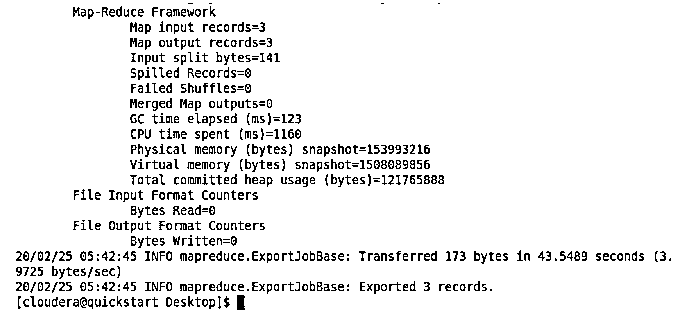 Map-Reduce Framework
Map input records=3
Map output records=3
Input split bytes=141
Spilled Records=0
Failed Shuffles=0
Merged Map outputs=0
GC time elapsed (ms)=123
CPU time spent (ms)=1160
Physical memory (bytes) snapshot=153993216
Virtual memory (bytes) snapshot=1508089856
Total committed heap usage (bytes)=121765888
File Input Format Counters
Bytes Read=0
File Output Format Counters
Bytes Written=0
20/02/25 05:42:45 INFO mapreduce.ExportJobBase: Transferred 173 bytes in 43.5489 seconds (3.
9725 bytes/sec)
20/02/25 05:42:45 INFO mapreduce.ExportJobBase: Exported 3 records.
[cloudera@quickstart Desktop]$